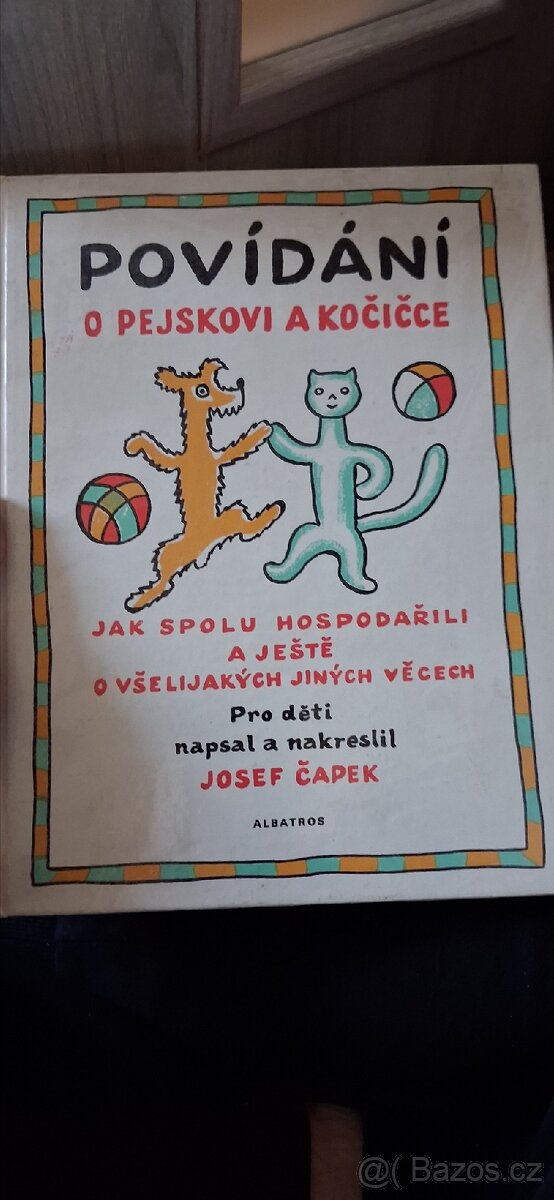 POVÍDÁNÍ
O PEJSKOVI A KOČIČCE
JAK SPOLU HOSPODAŘILI
A JEŠTĚ
O VŠELIJAKÝCH JINÝCH VĚCECH
Pro děti
napsal a nakreslil
JOSEF ČAPEK
ALBATROS
@( Bazos.cz